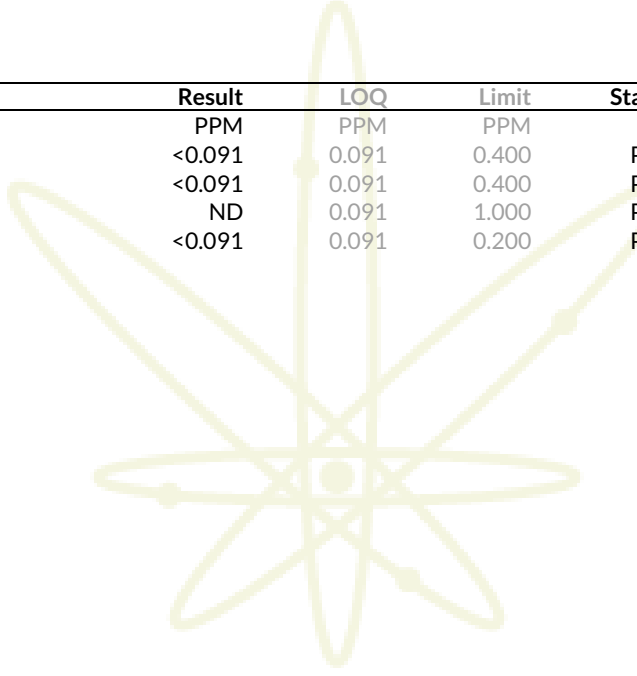 Result LOQ Limit Sta
PPM PPM PPM
<0.091 0.091 0.400 P
<0.091 0.091 0.400 P
ND 0.091 1.000 P
<0.091 0.091 0.200 P